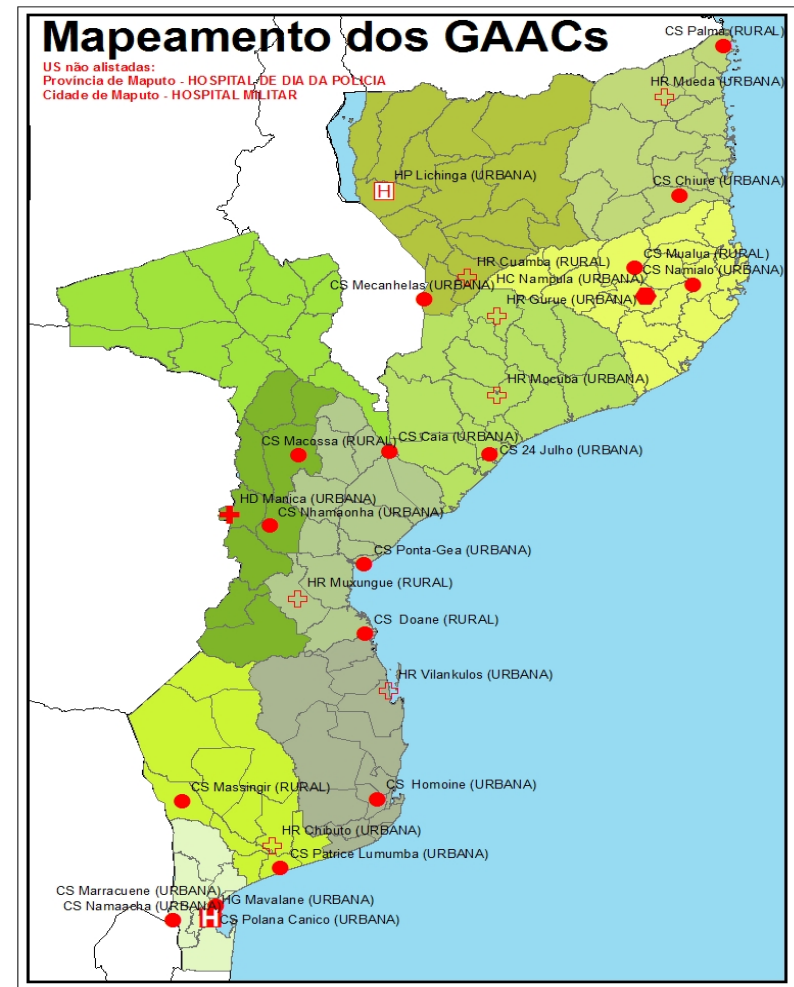 Mapeamento dos GAACs
US não alistadas:
Província de Maputo - HOSPITAL DE DIA DA POLICIA
Cidade de Maputo - HOSPITAL MILITAR
CS Palma (RURAL)
HR Mueda (URBANA)
HP Lichinga (URBANA)
H
CS Chiure (URBANA)
CS Mualua (RURAL)
HR Cuamba (RURAL)
CS Namialo (URBANA)
HC Nampula (URBANA)
CS Mecanhelas (URBANA)
HR Gurue (URBANA)
HR Mocuba (URBANA)
CS Macossa (RURAL)
CS Caia (URBANA)
CS 24 Julho (URBANA)
HD Manica (URBANA)
CS Nhamaonha (URBANA)
CS Ponta-Gea (URBANA)
HR Muxungue (RURAL)
CS Doane (RURAL)
HR Vilankulos (URBANA)
CS Massingir (RURAL)
CS Homoine (URBANA)
HR Chibuto (URBANA)
CS Patrice Lumumba (URBANA)
CS Marracuene (URBANA)
HG Mavalane (URBANA)
CS Namaacha (URBANA)
H
CS Polana Canico (URBANA)